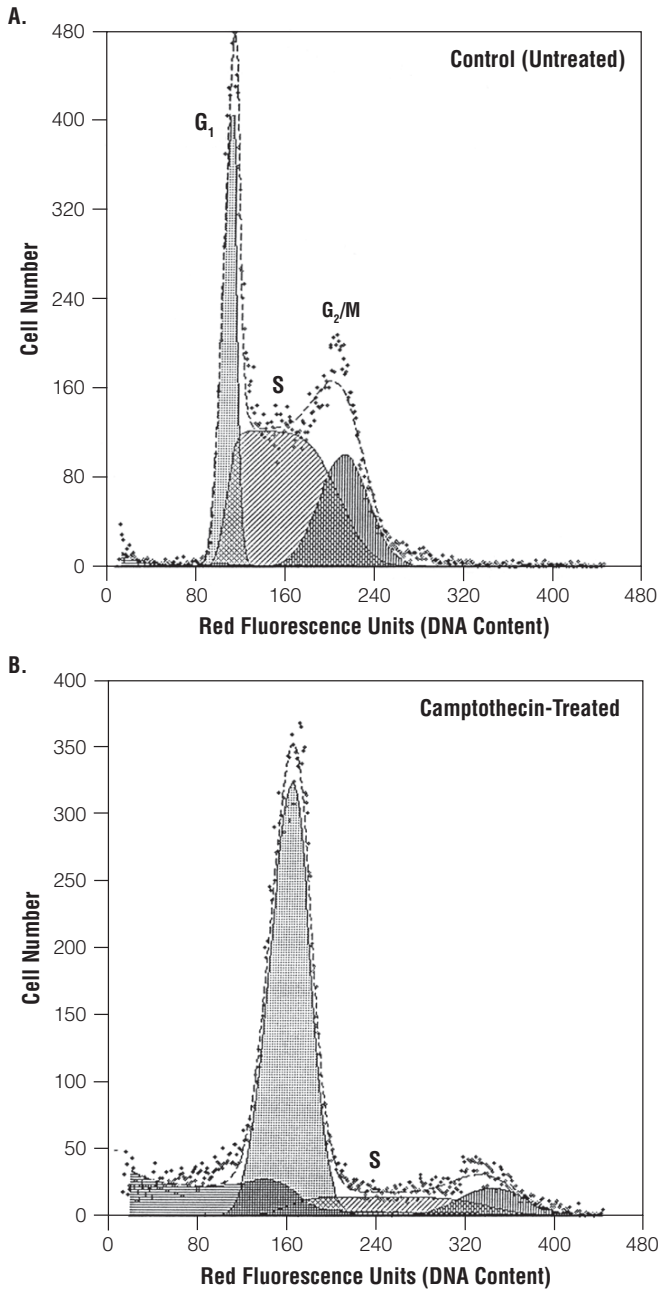 A.
480
Control (Untreated)
G₁
400
320
240
G₂/M
S
160
80
0
0 80 160 240 320 400 480
Cell Number
Red Fluorescence Units (DNA Content)
B.
400
Camptothecin-Treated
350
300
250
200
150
100
50
S
0
0 80 160 240 320 400 480
Cell Number
Red Fluorescence Units (DNA Content)